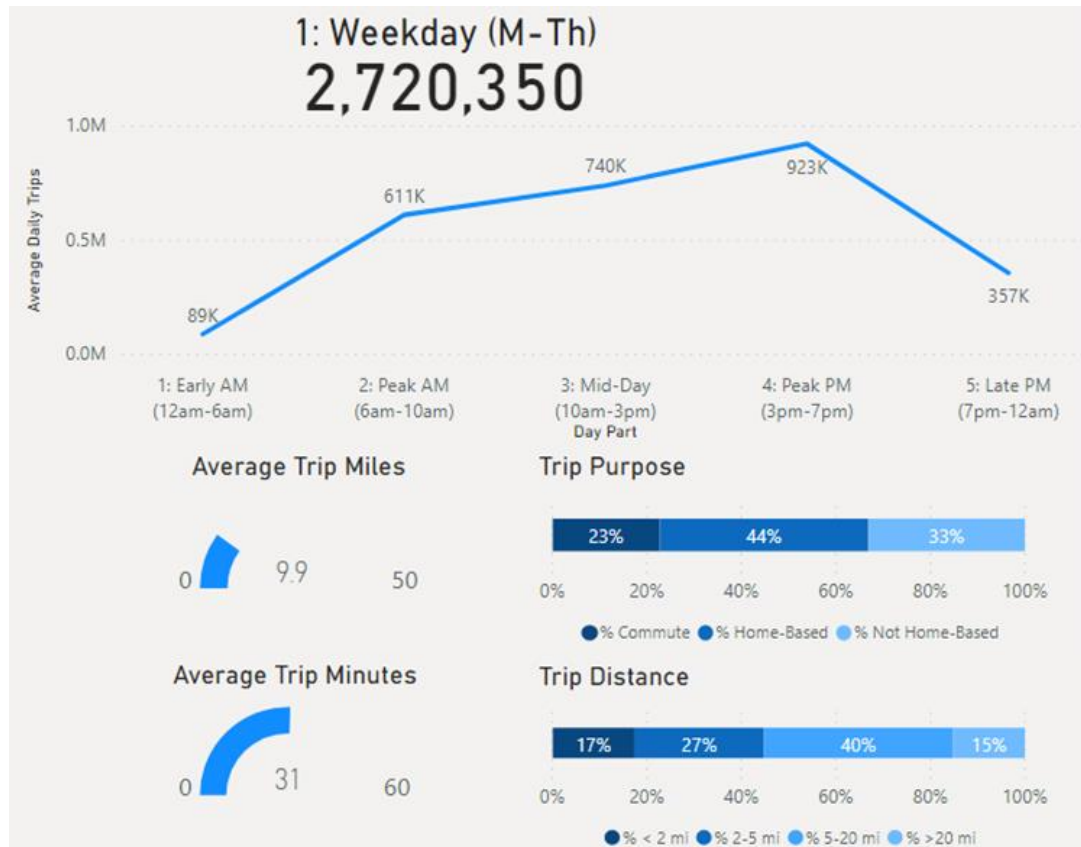 1: Weekday (M-Th)
2,720,350
1.0M
0.5M
0.0M
Average Daily Trips
89K
611K
740K
923K
357K
1: Early AM
(12am-6am)
2: Peak AM
(6am-10am)
3: Mid-Day
(10am-3pm)
4: Peak PM
(3pm-7pm)
5: Late PM
(7pm-12am)
Day Part
Average Trip Miles
0
9.9
50
Trip Purpose
23% 44% 33%
0% 20% 40% 60% 80% 100%
% Commute % Home-Based % Not Home-Based
Average Trip Minutes
0
31
60
Trip Distance
17% 27% 40% 15%
0% 20% 40% 60% 80% 100%
% < 2 mi % 2-5 mi % 5-20 mi % >20 mi